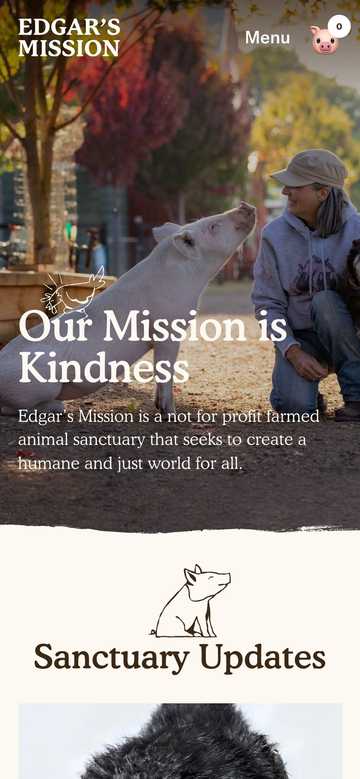 EDGAR'S
MISSION
Menu
0
Our Mission is
Kindness
Edgar's Mission is a not for profit farmed
animal sanctuary that seeks to create a
humane and just world for all.
Sanctuary Updates